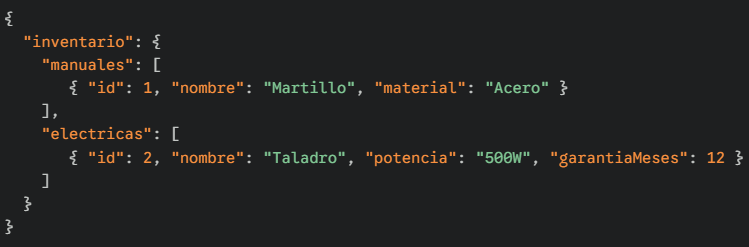 {
  "inventario": {
    "manuales": [
       { "id": 1, "nombre": "Martillo", "material": "Acero" }
    ],
    "electricas": [
       { "id": 2, "nombre": "Taladro", "potencia": "500W", "garantiaMeses": 12 }
    ]
  }
}